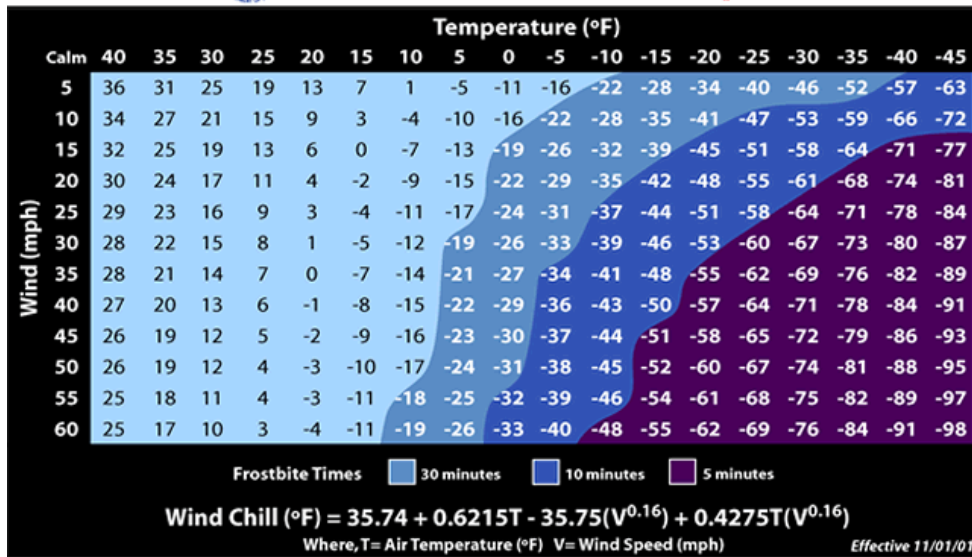 Temperature (ºF)
Calm 40 35 30 25 20 15 10 5 0 -5 -10 -15 -20 -25 -30 -35 -40 -45
5 36 31 25 19 13 7 1 -5 -11 -16 -22 -28 -34 -40 -46 -52 -57 -63
10 34 27 21 15 9 3 -4 -10 -16 -22 -28 -35 -41 -47 -53 -59 -66 -72
15 32 25 19 13 6 0 -7 -13 -19 -26 -32 -39 -45 -51 -58 -64 -71 -77
20 30 24 17 11 4 -2 -9 -15 -22 -29 -35 -42 -48 -55 -61 -68 -74 -81
25 29 23 16 9 3 -4 -11 -17 -24 -31 -37 -44 -51 -58 -64 -71 -78 -84
30 28 22 15 8 1 -5 -12 -19 -26 -33 -39 -46 -53 -60 -67 -73 -80 -87
35 28 21 14 7 0 -7 -14 -21 -27 -34 -41 -48 -55 -62 -69 -76 -82 -89
40 27 20 13 6 -1 -8 -15 -22 -29 -36 -43 -50 -57 -64 -71 -78 -84 -91
45 26 19 12 5 -2 -9 -16 -23 -30 -37 -44 -51 -58 -65 -72 -79 -86 -93
50 26 19 12 4 -3 -10 -17 -24 -31 -38 -45 -52 -60 -67 -74 -81 -88 -95
55 25 18 11 4 -3 -11 -18 -25 -32 -39 -46 -54 -61 -68 -75 -82 -89 -97
60 25 17 10 3 -4 -11 -19 -26 -33 -40 -48 -55 -62 -69 -76 -84 -91 -98
Wind (mph)
Frostbite Times 30 minutes 10 minutes 5 minutes
Wind Chill (ºF) = 35.74 + 0.6215T - 35.75(V^0.16) + 0.4275T(V^0.16)
Where, T= Air Temperature (ºF) V= Wind Speed (mph) Effective 11/01/01